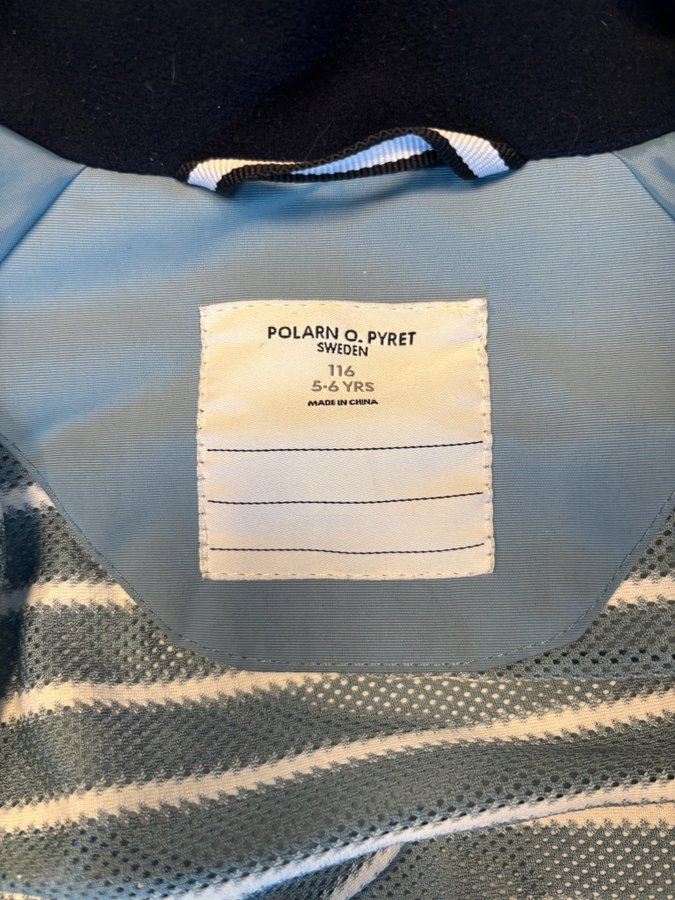 POLARN O. PYRET
SWEDEN
116
5-6 YRS
MADE IN CHINA